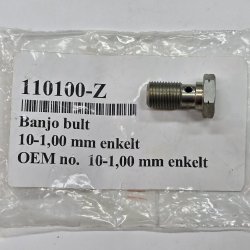 110100-Z
Banjo bult
10-1,00 mm enkelt
OEM no. 10-1,00 mm enkelt